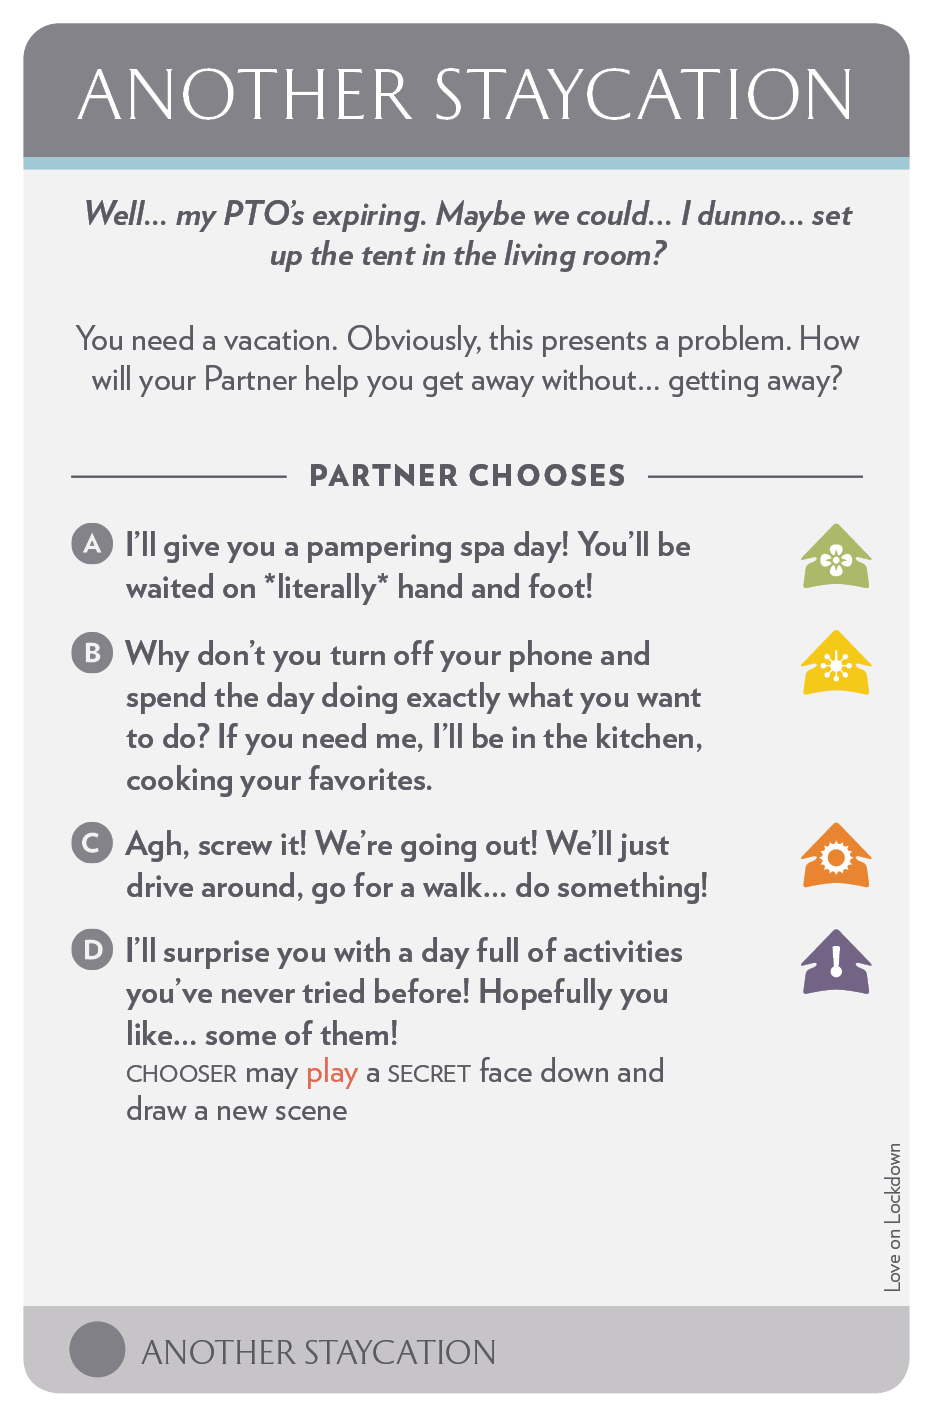 ANOTHER STAYCATION
Well... my PTO's expiring. Maybe we could... I dunno... set
up the tent in the living room?
You need a vacation. Obviously, this presents a problem. How
will your Partner help you get away without... getting away?
PARTNER CHOOSES
A I'll give you a pampering spa day! You'll be
waited on *literally* hand and foot!
B Why don't you turn off your phone and
spend the day doing exactly what you want
to do? If you need me, I'll be in the kitchen,
cooking your favorites.
C Agh, screw it! We're going out! We'll just
drive around, go for a walk... do something!
D I'll surprise you with a day full of activities
you've never tried before! Hopefully you
like... some of them!
CHOOSER may play a SECRET face down and
draw a new scene
Love on Lockdown
ANOTHER STAYCATION